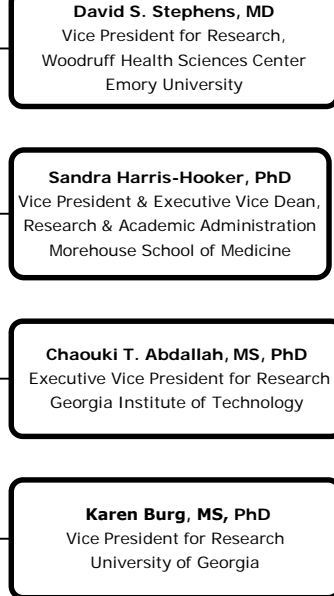 David S. Stephens, MD
Vice President for Research,
Woodruff Health Sciences Center
Emory University
Sandra Harris-Hooker, PhD
Vice President & Executive Vice Dean,
Research & Academic Administration
Morehouse School of Medicine
Chaouki T. Abdallah, MS, PhD
Executive Vice President for Research
Georgia Institute of Technology
Karen Burg, MS, PhD
Vice President for Research
University of Georgia